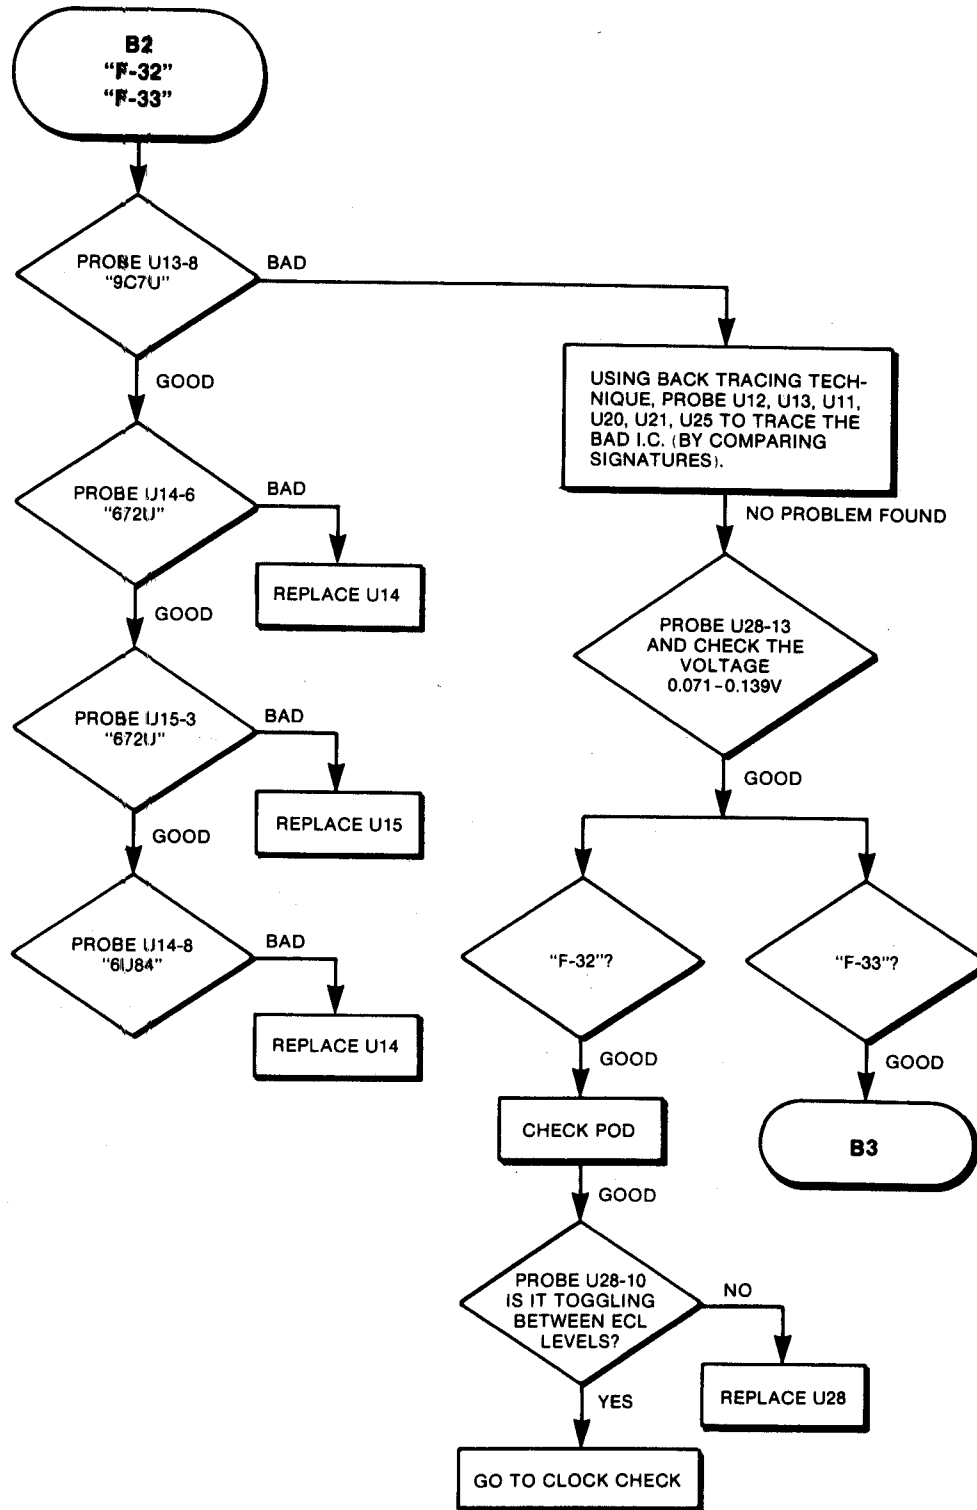 B2
"F-32"
"F-33"
PROBE U13-8
"9C7U"
BAD
GOOD
USING BACK TRACING TECH-
NIQUE, PROBE U12, U13, U11,
U20, U21, U25 TO TRACE THE
BAD I.C. (BY COMPARING
SIGNATURES).
PROBE U14-6
"672U"
BAD
REPLACE U14
GOOD
NO PROBLEM FOUND
PROBE U28-13
AND CHECK THE
VOLTAGE
0.071-0.139V
GOOD
PROBE U15-3
"672U"
BAD
REPLACE U15
GOOD
PROBE U14-8
"6U84"
BAD
REPLACE U14
"F-32"?
GOOD
CHECK POD
GOOD
PROBE U28-10
IS IT TOGGLING
BETWEEN ECL
LEVELS?
NO
REPLACE U28
YES
GO TO CLOCK CHECK
"F-33"?
GOOD
B3